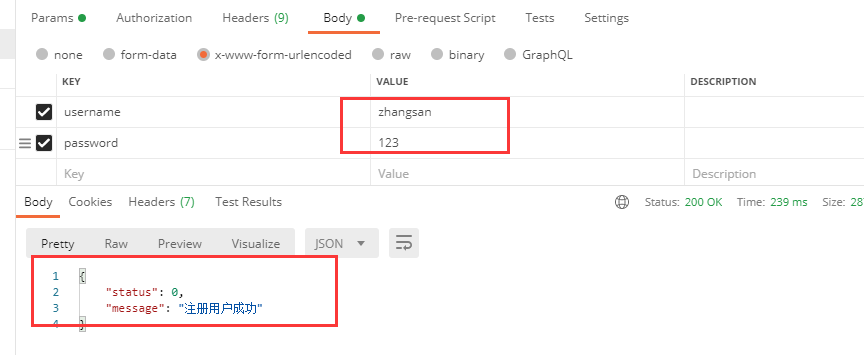 Params Authorization Headers (9) Body Pre-request Script Tests Settings
none form-data x-www-form-urlencoded raw binary GraphQL
KEY VALUE DESCRIPTION
username zhangsan
password 123
Key Value Description
Body Cookies Headers (7) Test Results Status: 200 OK Time: 239 ms Size: 287
Pretty Raw Preview Visualize JSON
1 {
2 "status": 0,
3 "message": "注册用户成功"
4 }